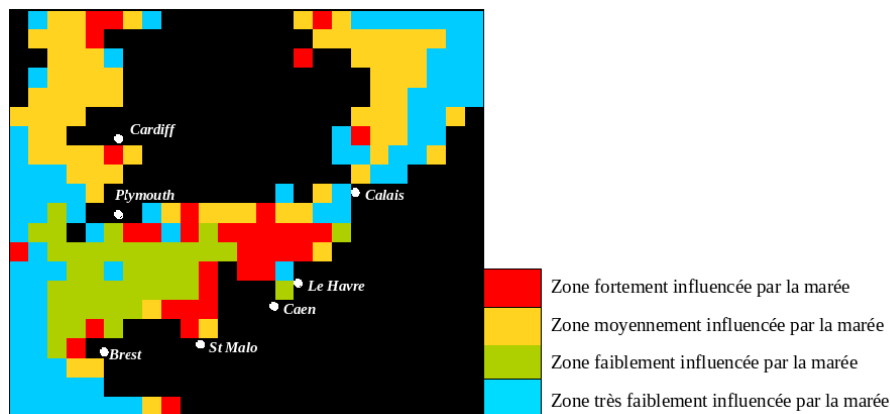 Cardiff
Plymouth
Calais
Le Havre
Caen
St Malo
Brest
Zone fortement influencée par la marée
Zone moyennement influencée par la marée
Zone faiblement influencée par la marée
Zone très faiblement influencée par la marée